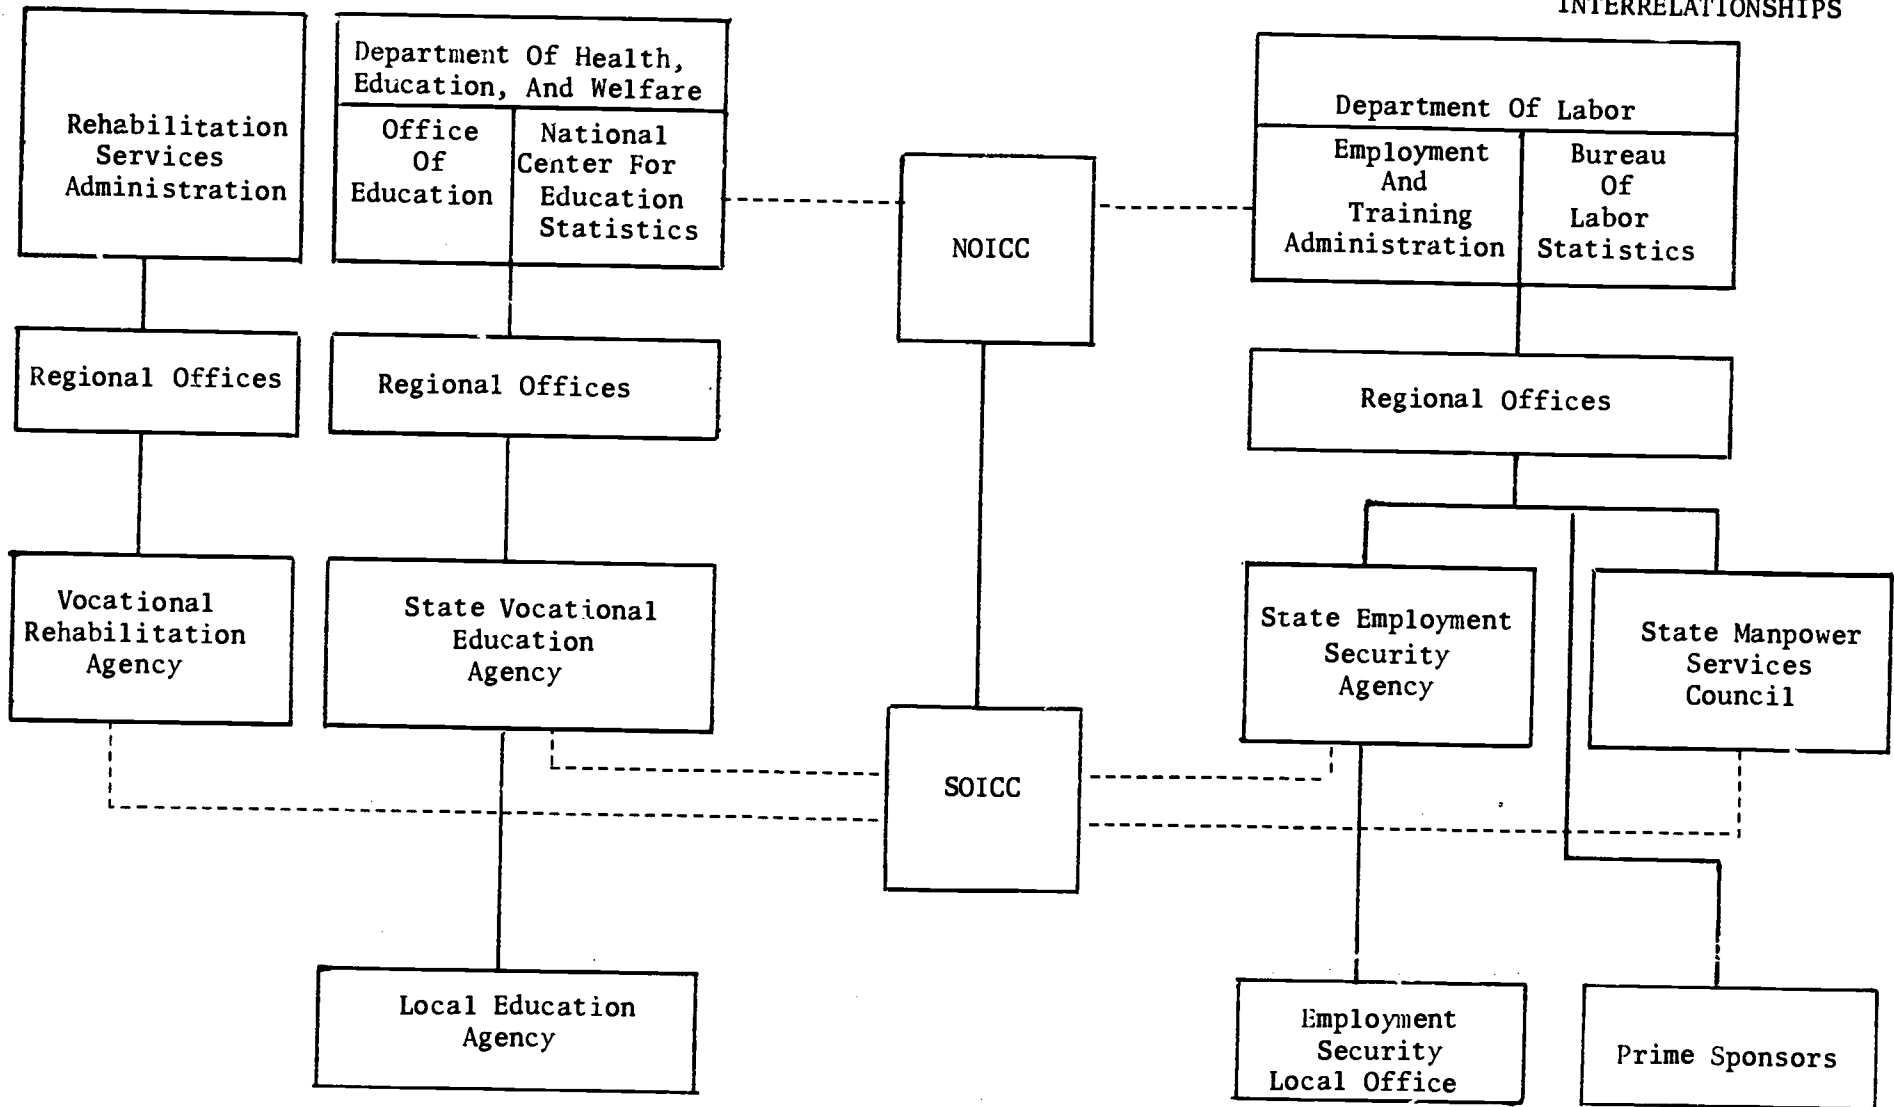 INTERRELATIONSHIPS
Rehabilitation
Services
Administration
Department Of Health,
Education, And Welfare
Office
Of
Education
National
Center For
Education
Statistics
NOICC
Department Of Labor
Employment
And
Training
Administration
Bureau
Of
Labor
Statistics
Regional Offices
Regional Offices
Regional Offices
Vocational
Rehabilitation
Agency
State Vocational
Education
Agency
SOICC
State Employment
Security
Agency
State Manpower
Services
Council
Local Education
Agency
Employment
Security
Local Office
Prime Sponsors